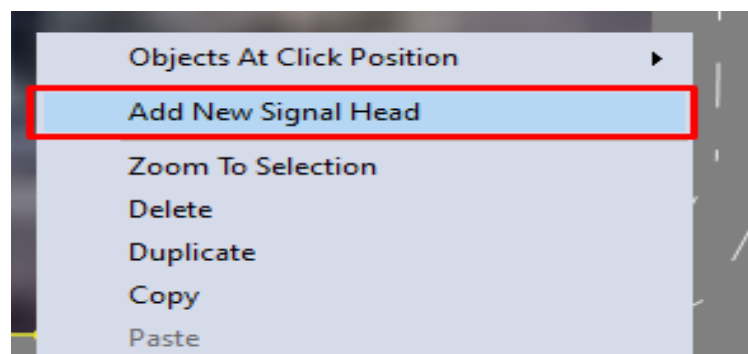 Objects At Click Position
Add New Signal Head
Zoom To Selection
Delete
Duplicate
Copy
Paste